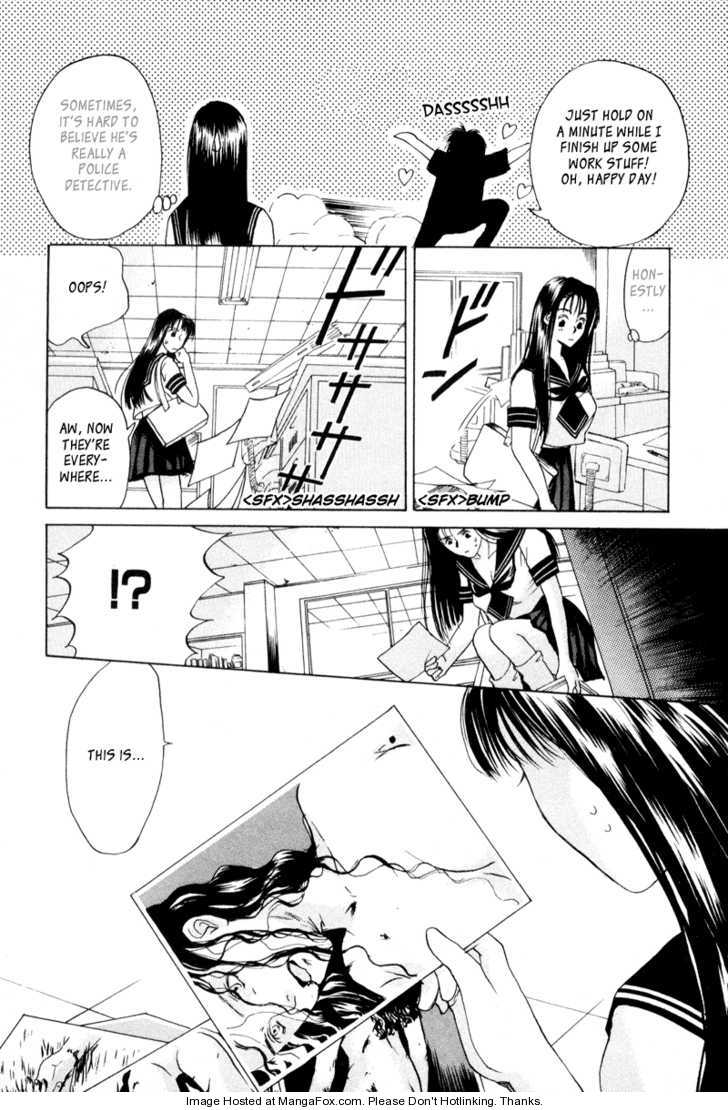 JUST HOLD ON
A MINUTE WHILE I
FINISH UP SOME
WORK STUFF!
OH, HAPPY DAY!
DASSSSSHH
SOMETIMES,
IT'S HARD TO
BELIEVE HE'S
REALLY A
POLICE
DETECTIVE.
HON-
ESTLY
...
ドン
<SFX>BUMP
OOPS!
ドササササ
<SFX>SHASSHASSH
AW, NOW
THEY'RE
EVERY-
WHERE...
!?
THIS IS...
Image Hosted at MangaFox.com. Please Don't Hotlinking. Thanks.